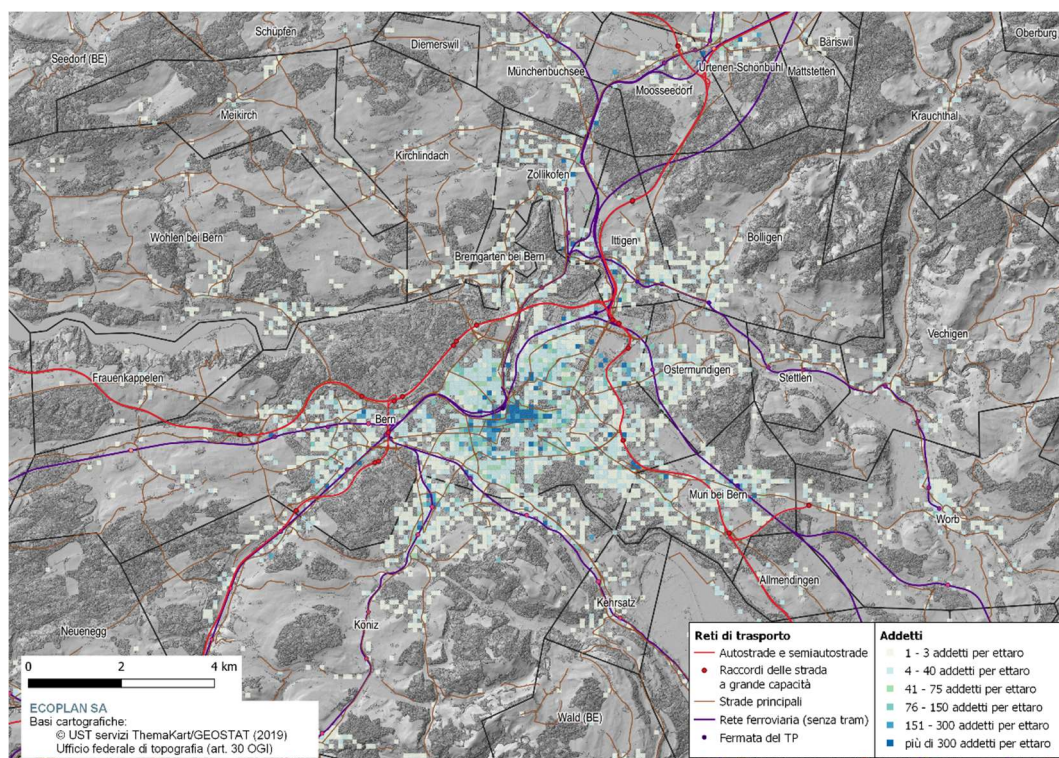 Schüpfen
Oberburg
Diemerswil
Bäriswil
Seedorf (BE)
Urtenen-Schönbühl
Münchenbuchsee
Mattstetten
Moosseedorf
Meikirch
Krauchthal
Kirchlindach
Zollikofen
Wohlen bei Bern
Ittigen
Bolligen
Bremgarten bei Bern
Vechigen
Frauenkappelen
Ostermundigen
Stettlen
Bern
Muri bei Bern
Worb
Allmendingen
Kehrsatz
Köniz
Neuenegg
Wald (BE)
0 2 4 km
ECOPLAN SA
Basi cartografiche:
© UST servizi ThemaKart/GEOSTAT (2019)
Ufficio federale di topografia (art. 30 OGI)
Reti di trasporto
Autostrade e semiautostrade
Raccordi delle strada
a grande capacità
Strade principali
Rete ferroviaria (senza tram)
Fermata del TP
Addetti
1 - 3 addetti per ettaro
4 - 40 addetti per ettaro
41 - 75 addetti per ettaro
76 - 150 addetti per ettaro
151 - 300 addetti per ettaro
più di 300 addetti per ettaro